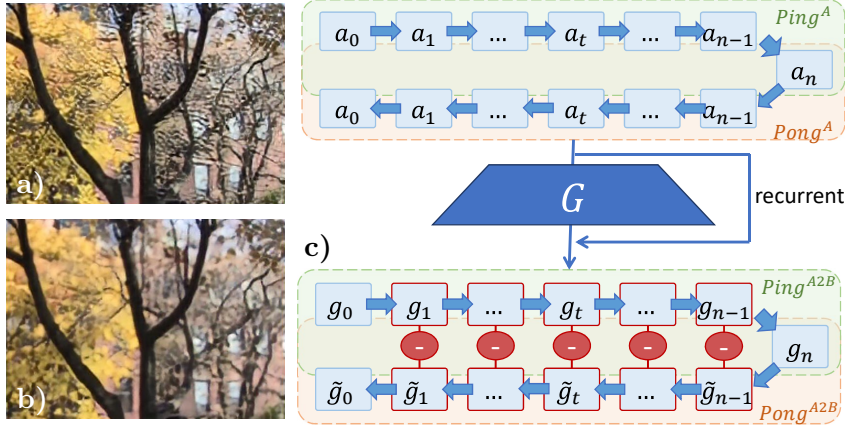 a)
b)
c)
Ping^A
a_0 a_1 ... a_t ... a_{n-1}
a_n
a_0 a_1 ... a_t ... a_{n-1}
Pong^A
G
recurrent
Ping^{A2B}
g_0 g_1 ... g_t ... g_{n-1}
- - - - -
g_n
g̃_0 g̃_1 ... g̃_t ... g̃_{n-1}
Pong^{A2B}